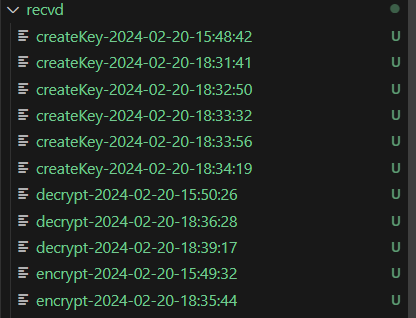 recvd
createKey-2024-02-20-15:48:42 U
createKey-2024-02-20-18:31:41 U
createKey-2024-02-20-18:32:50 U
createKey-2024-02-20-18:33:32 U
createKey-2024-02-20-18:33:56 U
createKey-2024-02-20-18:34:19 U
decrypt-2024-02-20-15:50:26 U
decrypt-2024-02-20-18:36:28 U
decrypt-2024-02-20-18:39:17 U
encrypt-2024-02-20-15:49:32 U
encrypt-2024-02-20-18:35:44 U